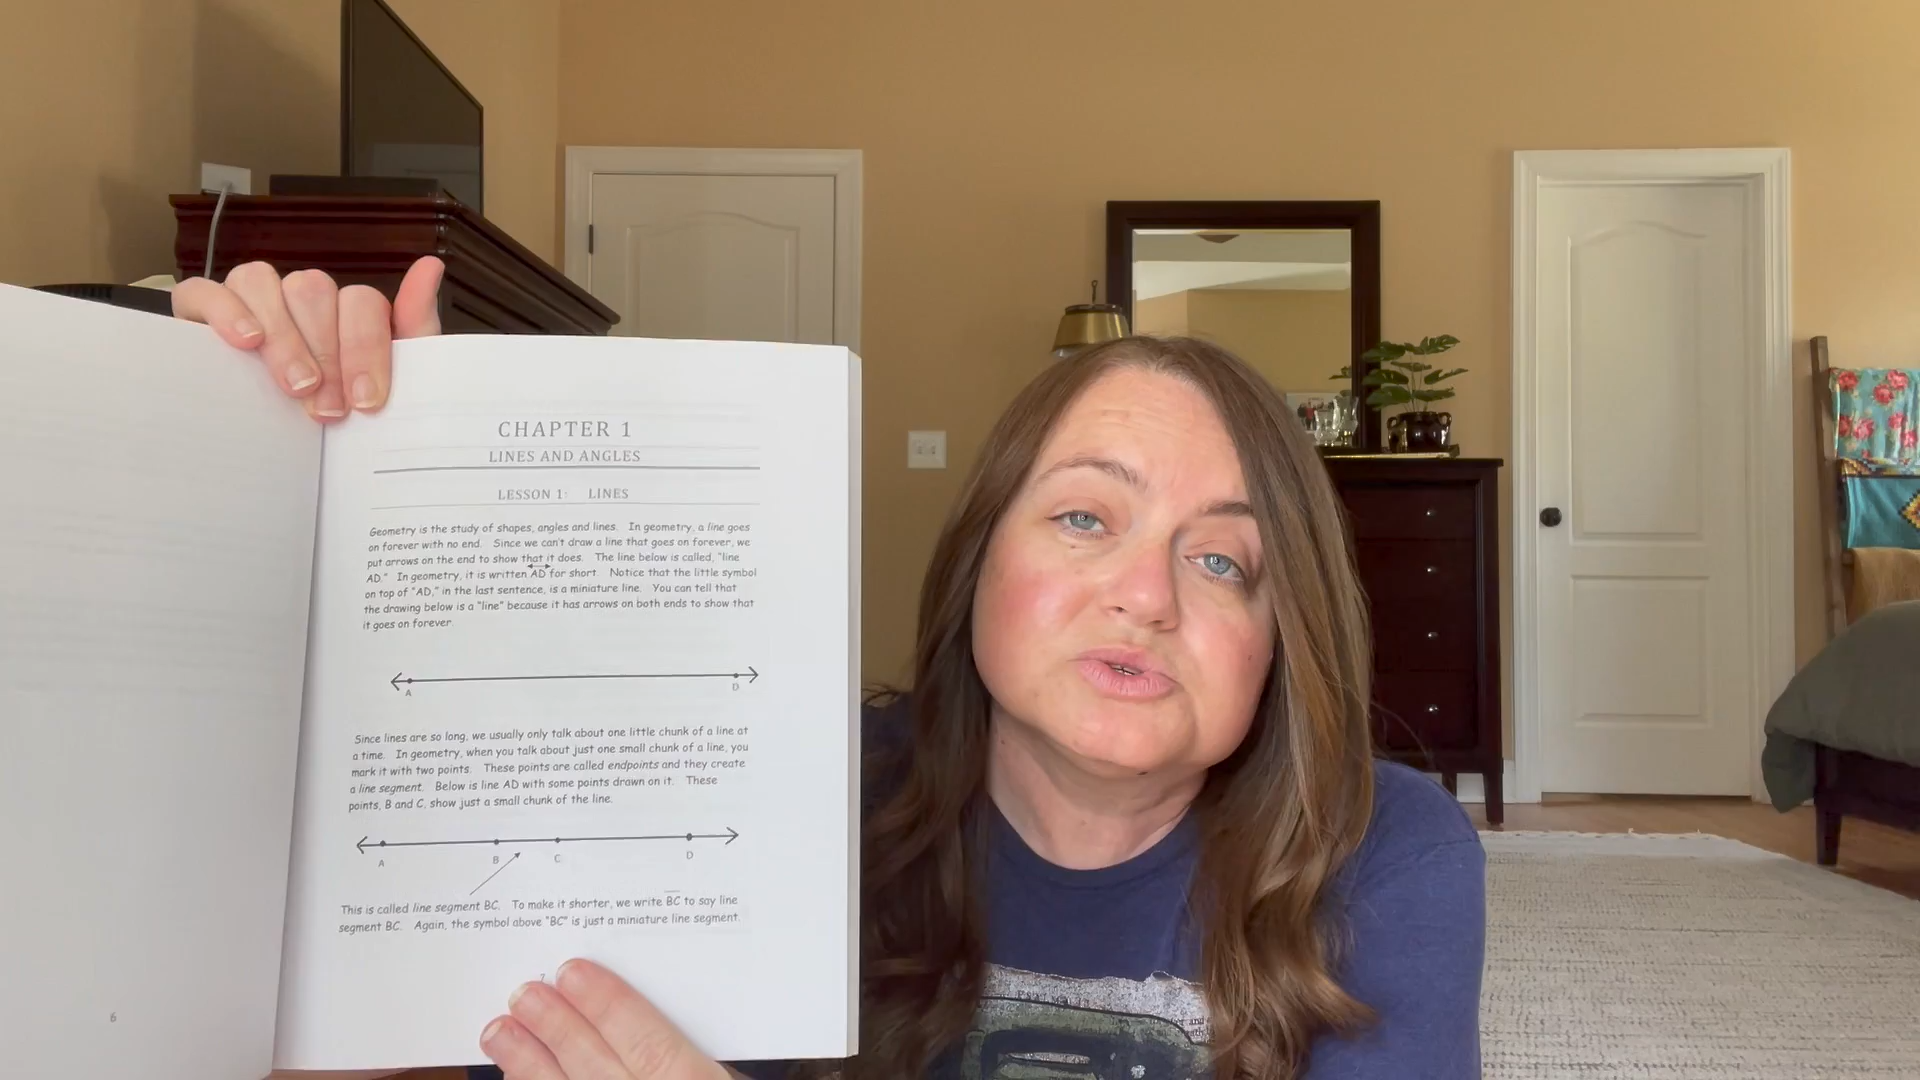 6
CHAPTER 1
LINES AND ANGLES
LESSON 1: LINES
Geometry is the study of shapes, angles and lines. In geometry, a line goes
on forever with no end. Since we can't draw a line that goes on forever, we
put arrows on the end to show that it does. The line below is called, "line
AD." In geometry, it is written AD for short. Notice that the little symbol
on top of "AD," in the last sentence, is a miniature line. You can tell that
the drawing below is a "line" because it has arrows on both ends to show that
it goes on forever.
A D
Since lines are so long, we usually only talk about one little chunk of a line at
a time. In geometry, when you talk about just one small chunk of a line, you
mark it with two points. These points are called endpoints and they create
a line segment. Below is line AD with some points drawn on it. These
points, B and C, show just a small chunk of the line.
A B C D
This is called line segment BC. To make it shorter, we write BC to say line
segment BC. Again, the symbol above "BC" is just a miniature line segment.
7